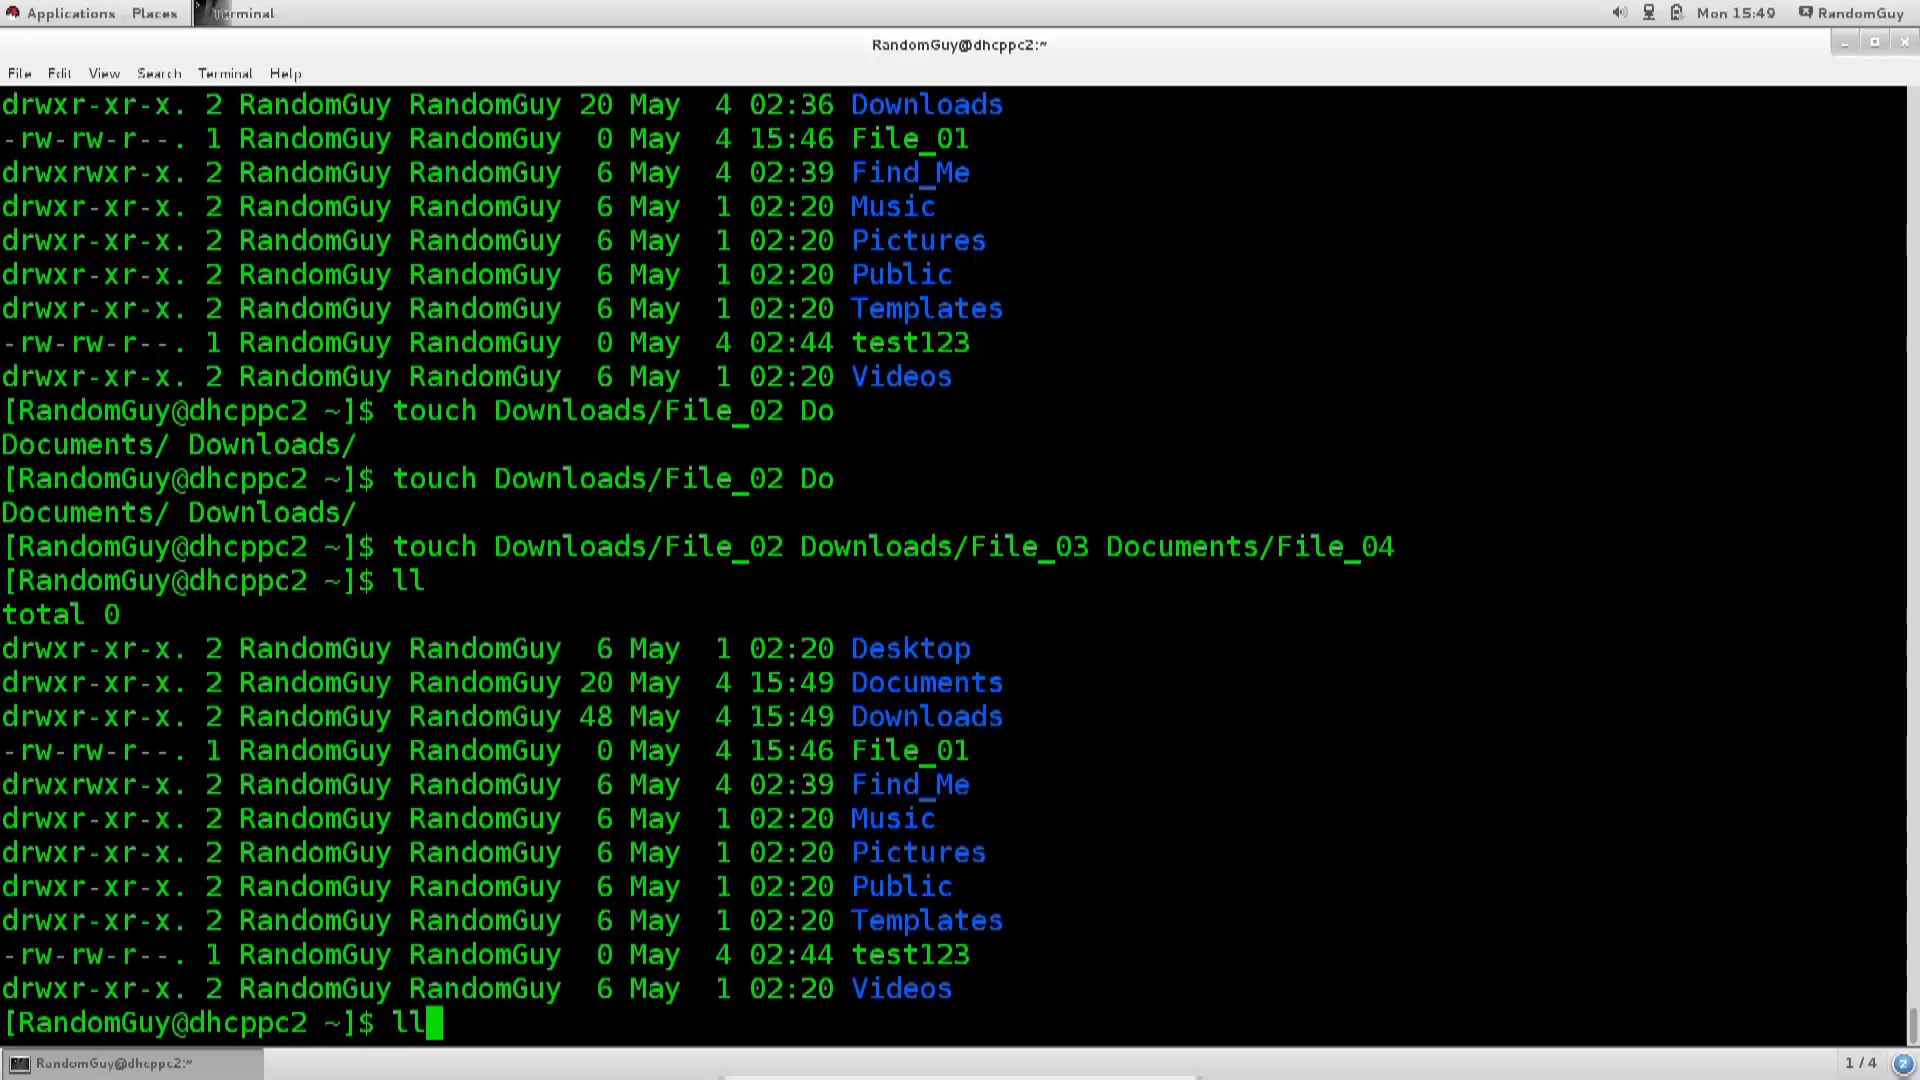 Applications Places Terminal Mon 15:49 RandomGuy
RandomGuy@dhcppc2:~
File Edit View Search Terminal Help
drwxr-xr-x. 2 RandomGuy RandomGuy 20 May  4 02:36 Downloads
-rw-rw-r--. 1 RandomGuy RandomGuy  0 May  4 15:46 File_01
drwxrwxr-x. 2 RandomGuy RandomGuy  6 May  4 02:39 Find_Me
drwxr-xr-x. 2 RandomGuy RandomGuy  6 May  1 02:20 Music
drwxr-xr-x. 2 RandomGuy RandomGuy  6 May  1 02:20 Pictures
drwxr-xr-x. 2 RandomGuy RandomGuy  6 May  1 02:20 Public
drwxr-xr-x. 2 RandomGuy RandomGuy  6 May  1 02:20 Templates
-rw-rw-r--. 1 RandomGuy RandomGuy  0 May  4 02:44 test123
drwxr-xr-x. 2 RandomGuy RandomGuy  6 May  1 02:20 Videos
[RandomGuy@dhcppc2 ~]$ touch Downloads/File_02 Do
Documents/ Downloads/
[RandomGuy@dhcppc2 ~]$ touch Downloads/File_02 Do
Documents/ Downloads/
[RandomGuy@dhcppc2 ~]$ touch Downloads/File_02 Downloads/File_03 Documents/File_04
[RandomGuy@dhcppc2 ~]$ ll
total 0
drwxr-xr-x. 2 RandomGuy RandomGuy  6 May  1 02:20 Desktop
drwxr-xr-x. 2 RandomGuy RandomGuy 20 May  4 15:49 Documents
drwxr-xr-x. 2 RandomGuy RandomGuy 48 May  4 15:49 Downloads
-rw-rw-r--. 1 RandomGuy RandomGuy  0 May  4 15:46 File_01
drwxrwxr-x. 2 RandomGuy RandomGuy  6 May  4 02:39 Find_Me
drwxr-xr-x. 2 RandomGuy RandomGuy  6 May  1 02:20 Music
drwxr-xr-x. 2 RandomGuy RandomGuy  6 May  1 02:20 Pictures
drwxr-xr-x. 2 RandomGuy RandomGuy  6 May  1 02:20 Public
drwxr-xr-x. 2 RandomGuy RandomGuy  6 May  1 02:20 Templates
-rw-rw-r--. 1 RandomGuy RandomGuy  0 May  4 02:44 test123
drwxr-xr-x. 2 RandomGuy RandomGuy  6 May  1 02:20 Videos
[RandomGuy@dhcppc2 ~]$ ll
RandomGuy@dhcppc2:~ 1 / 4 2